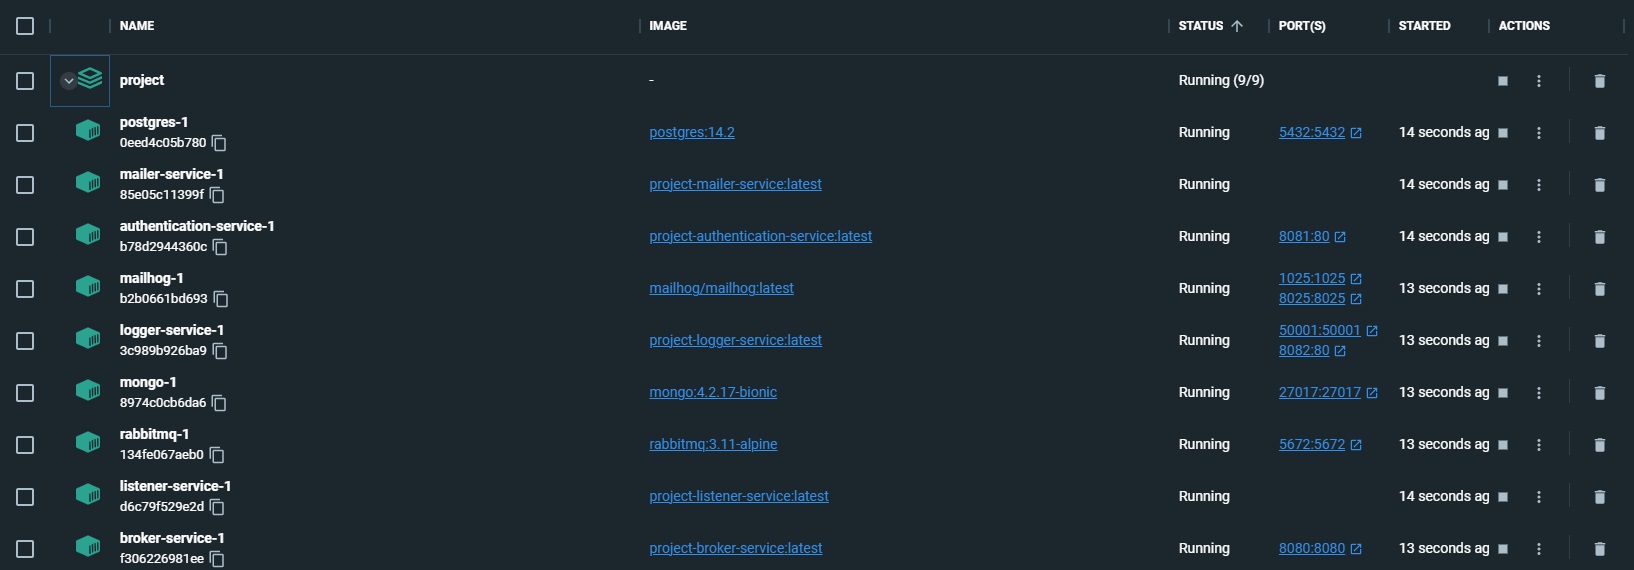 NAME IMAGE STATUS PORT(S) STARTED ACTIONS
project - Running (9/9)
postgres-1
0eed4c05b780
postgres:14.2 Running 5432:5432 14 seconds ag
mailer-service-1
85e05c11399f
project-mailer-service:latest Running 14 seconds ag
authentication-service-1
b78d2944360c
project-authentication-service:latest Running 8081:80 14 seconds ag
mailhog-1
b2b0661bd693
mailhog/mailhog:latest Running 1025:1025 13 seconds ag
8025:8025
logger-service-1
3c989b926ba9
project-logger-service:latest Running 50001:50001 13 seconds ag
8082:80
mongo-1
8974c0cb6da6
mongo:4.2.17-bionic Running 27017:27017 13 seconds ag
rabbitmq-1
134fe067aeb0
rabbitmq:3.11-alpine Running 5672:5672 13 seconds ag
listener-service-1
d6c79f529e2d
project-listener-service:latest Running 14 seconds ag
broker-service-1
f306226981ee
project-broker-service:latest Running 8080:8080 13 seconds ag